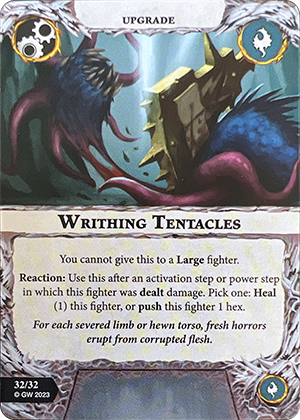 UPGRADE
WRITHING TENTACLES
You cannot give this to a Large fighter.
Reaction: Use this after an activation step or power step
in which this fighter was dealt damage. Pick one: Heal
(1) this fighter, or push this fighter 1 hex.
For each severed limb or hewn torso, fresh horrors
erupt from corrupted flesh.
32/32
© GW 2023